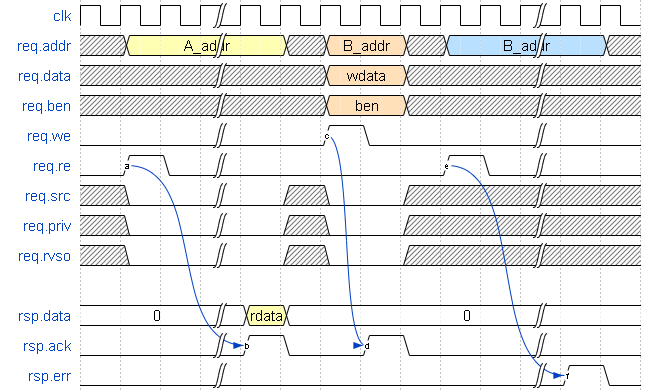 clk
req.addr A_addr B_addr B_addr
req.data wdata
req.ben ben
req.we c
req.re a e
req.src
req.priv
req.rvso
rsp.data 0 rdata 0
rsp.ack b d
rsp.err f